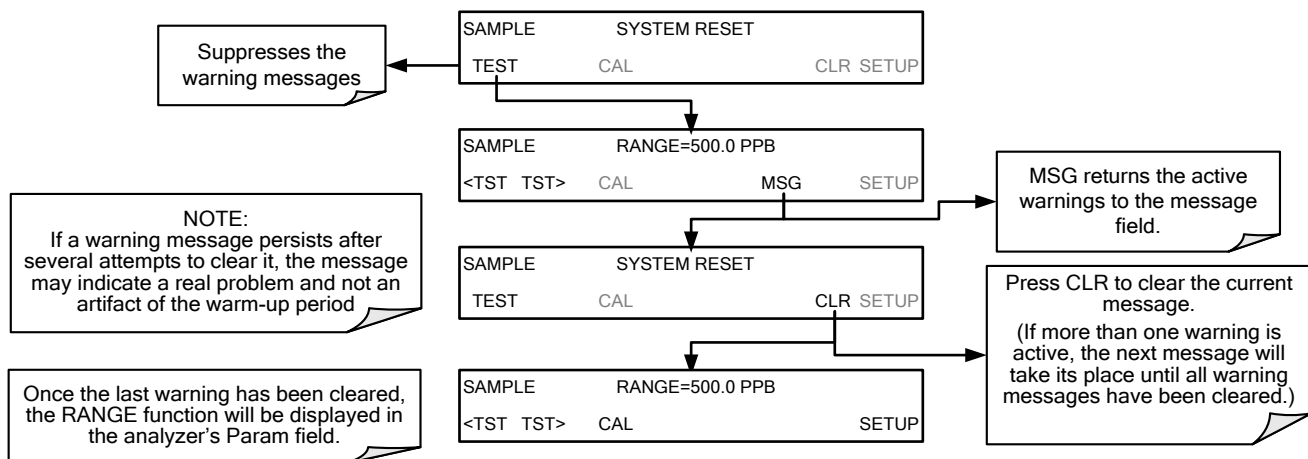 Suppresses the
warning messages
SAMPLE SYSTEM RESET
TEST CAL CLR SETUP
SAMPLE RANGE=500.0 PPB
<TST TST> CAL MSG SETUP
MSG returns the active
warnings to the message
field.
NOTE:
If a warning message persists after
several attempts to clear it, the message
may indicate a real problem and not an
artifact of the warm-up period
SAMPLE SYSTEM RESET
TEST CAL CLR SETUP
Press CLR to clear the current
message.
(If more than one warning is
active, the next message will
take its place until all warning
messages have been cleared.)
Once the last warning has been cleared,
the RANGE function will be displayed in
the analyzer's Param field.
SAMPLE RANGE=500.0 PPB
<TST TST> CAL SETUP